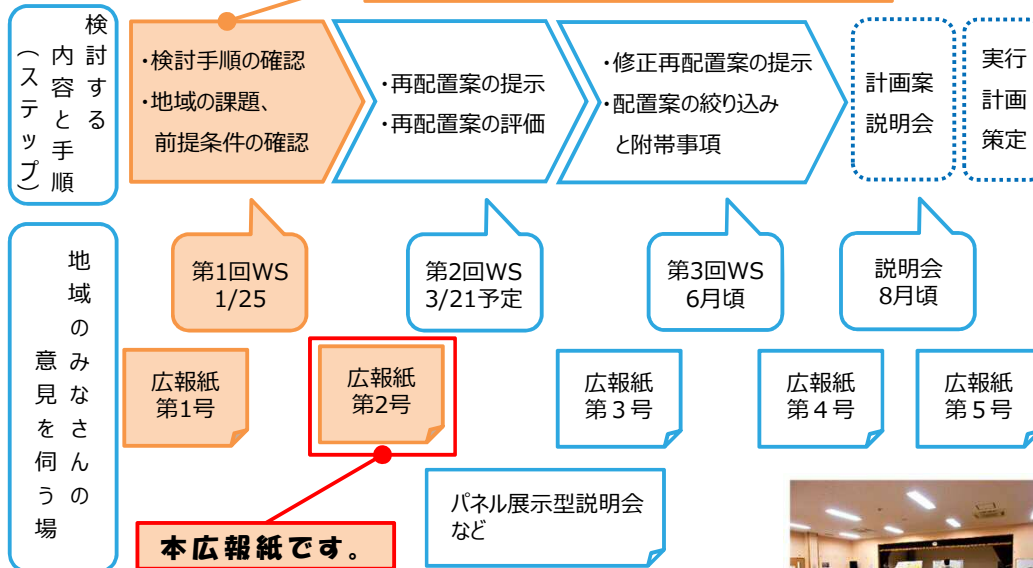 検討する
内容と手順
（ステップ）
・検討手順の確認
・地域の課題、
前提条件の確認
・再配置案の提示
・再配置案の評価
・修正再配置案の提示
・配置案の絞り込み
と附帯事項
計画案
説明会
実行
計画
策定
地域のみなさんの
意見を伺う場
第1回WS
1/25
第2回WS
3/21予定
第3回WS
6月頃
説明会
8月頃
広報紙
第1号
広報紙
第2号
広報紙
第３号
広報紙
第４号
広報紙
第５号
本広報紙です。
パネル展示型説明会
など